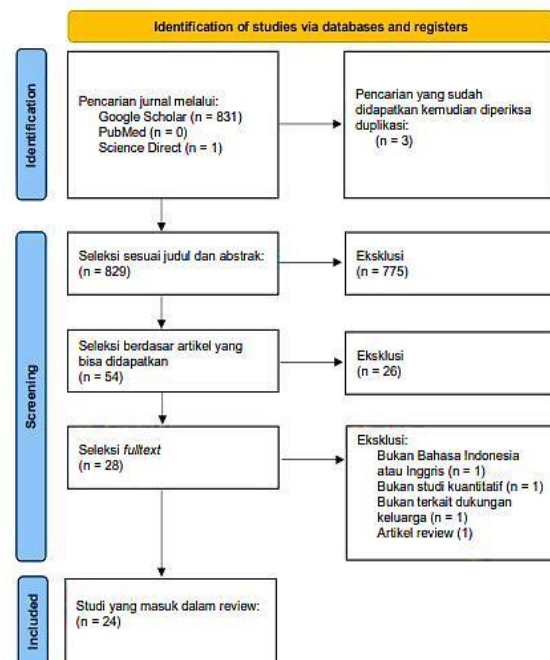 Identification of studies via databases and registers
Identification
Pencarian jurnal melalui:
Google Scholar (n = 831)
PubMed (n = 0)
Science Direct (n = 1)
Pencarian yang sudah
didapatkan kemudian diperiksa
duplikasi:
(n = 3)
Screening
Seleksi sesuai judul dan abstrak:
(n = 829)
Eksklusi
(n = 775)
Seleksi berdasar artikel yang
bisa didapatkan
(n = 54)
Eksklusi
(n = 26)
Seleksi fulltext
(n = 28)
Eksklusi:
Bukan Bahasa Indonesia
atau Inggris (n = 1)
Bukan studi kuantitatif (n = 1)
Bukan terkait dukungan
keluarga (n = 1)
Artikel review (1)
Included
Studi yang masuk dalam review:
(n = 24)